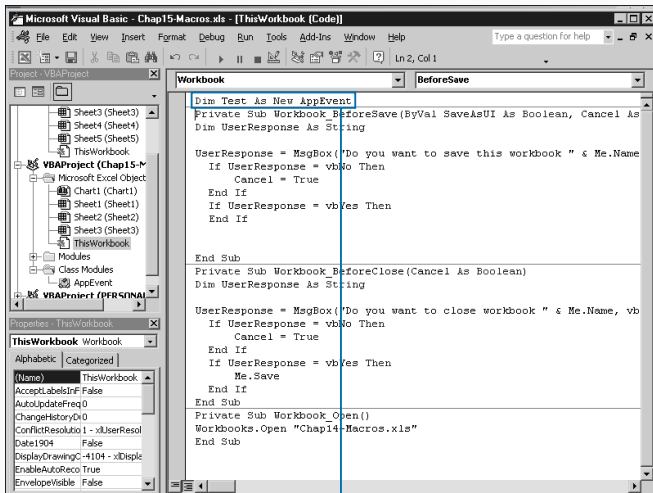 Microsoft Visual Basic - Chap15-Macros.xls - [ThisWorkbook (Code)]
File Edit View Insert Format Debug Run Tools Add-Ins Window Help
Type a question for help
Ln 2, Col 1
Project - VBAProject
Sheet3 (Sheet3)
Sheet4 (Sheet4)
Sheet5 (Sheet5)
ThisWorkbook
VBAProject (Chap15-M
Microsoft Excel Object
Chart1 (Chart1)
Sheet1 (Sheet1)
Sheet2 (Sheet2)
Sheet3 (Sheet3)
ThisWorkbook
Modules
Class Modules
AppEvent
VBAProject (PERSONAL
Properties - ThisWorkbook
ThisWorkbook Workbook
Alphabetic Categorized
(Name) ThisWorkbook
AcceptLabelsInF False
AutoUpdateFreq 0
ChangeHistoryDi 0
ConflictResolutio 1 - xlUserResol
Date1904 False
DisplayDrawingC -4104 - xlDispla
EnableAutoReco True
EnvelopeVisible False
Workbook
BeforeSave
Dim Test As New AppEvent
Private Sub Workbook_BeforeSave(ByVal SaveAsUI As Boolean, Cancel As
Dim UserResponse As String
UserResponse = MsgBox("Do you want to save this workbook " & Me.Name
If UserResponse = vbNo Then
Cancel = True
End If
If UserResponse = vbYes Then
End If
End Sub
Private Sub Workbook_BeforeClose(Cancel As Boolean)
Dim UserResponse As String
UserResponse = MsgBox("Do you want to close workbook " & Me.Name, vb
If UserResponse = vbNo Then
Cancel = True
End If
If UserResponse = vbYes Then
Me.Save
End If
End Sub
Private Sub Workbook_Open()
Workbooks.Open "Chap14-Macros.xls"
End Sub